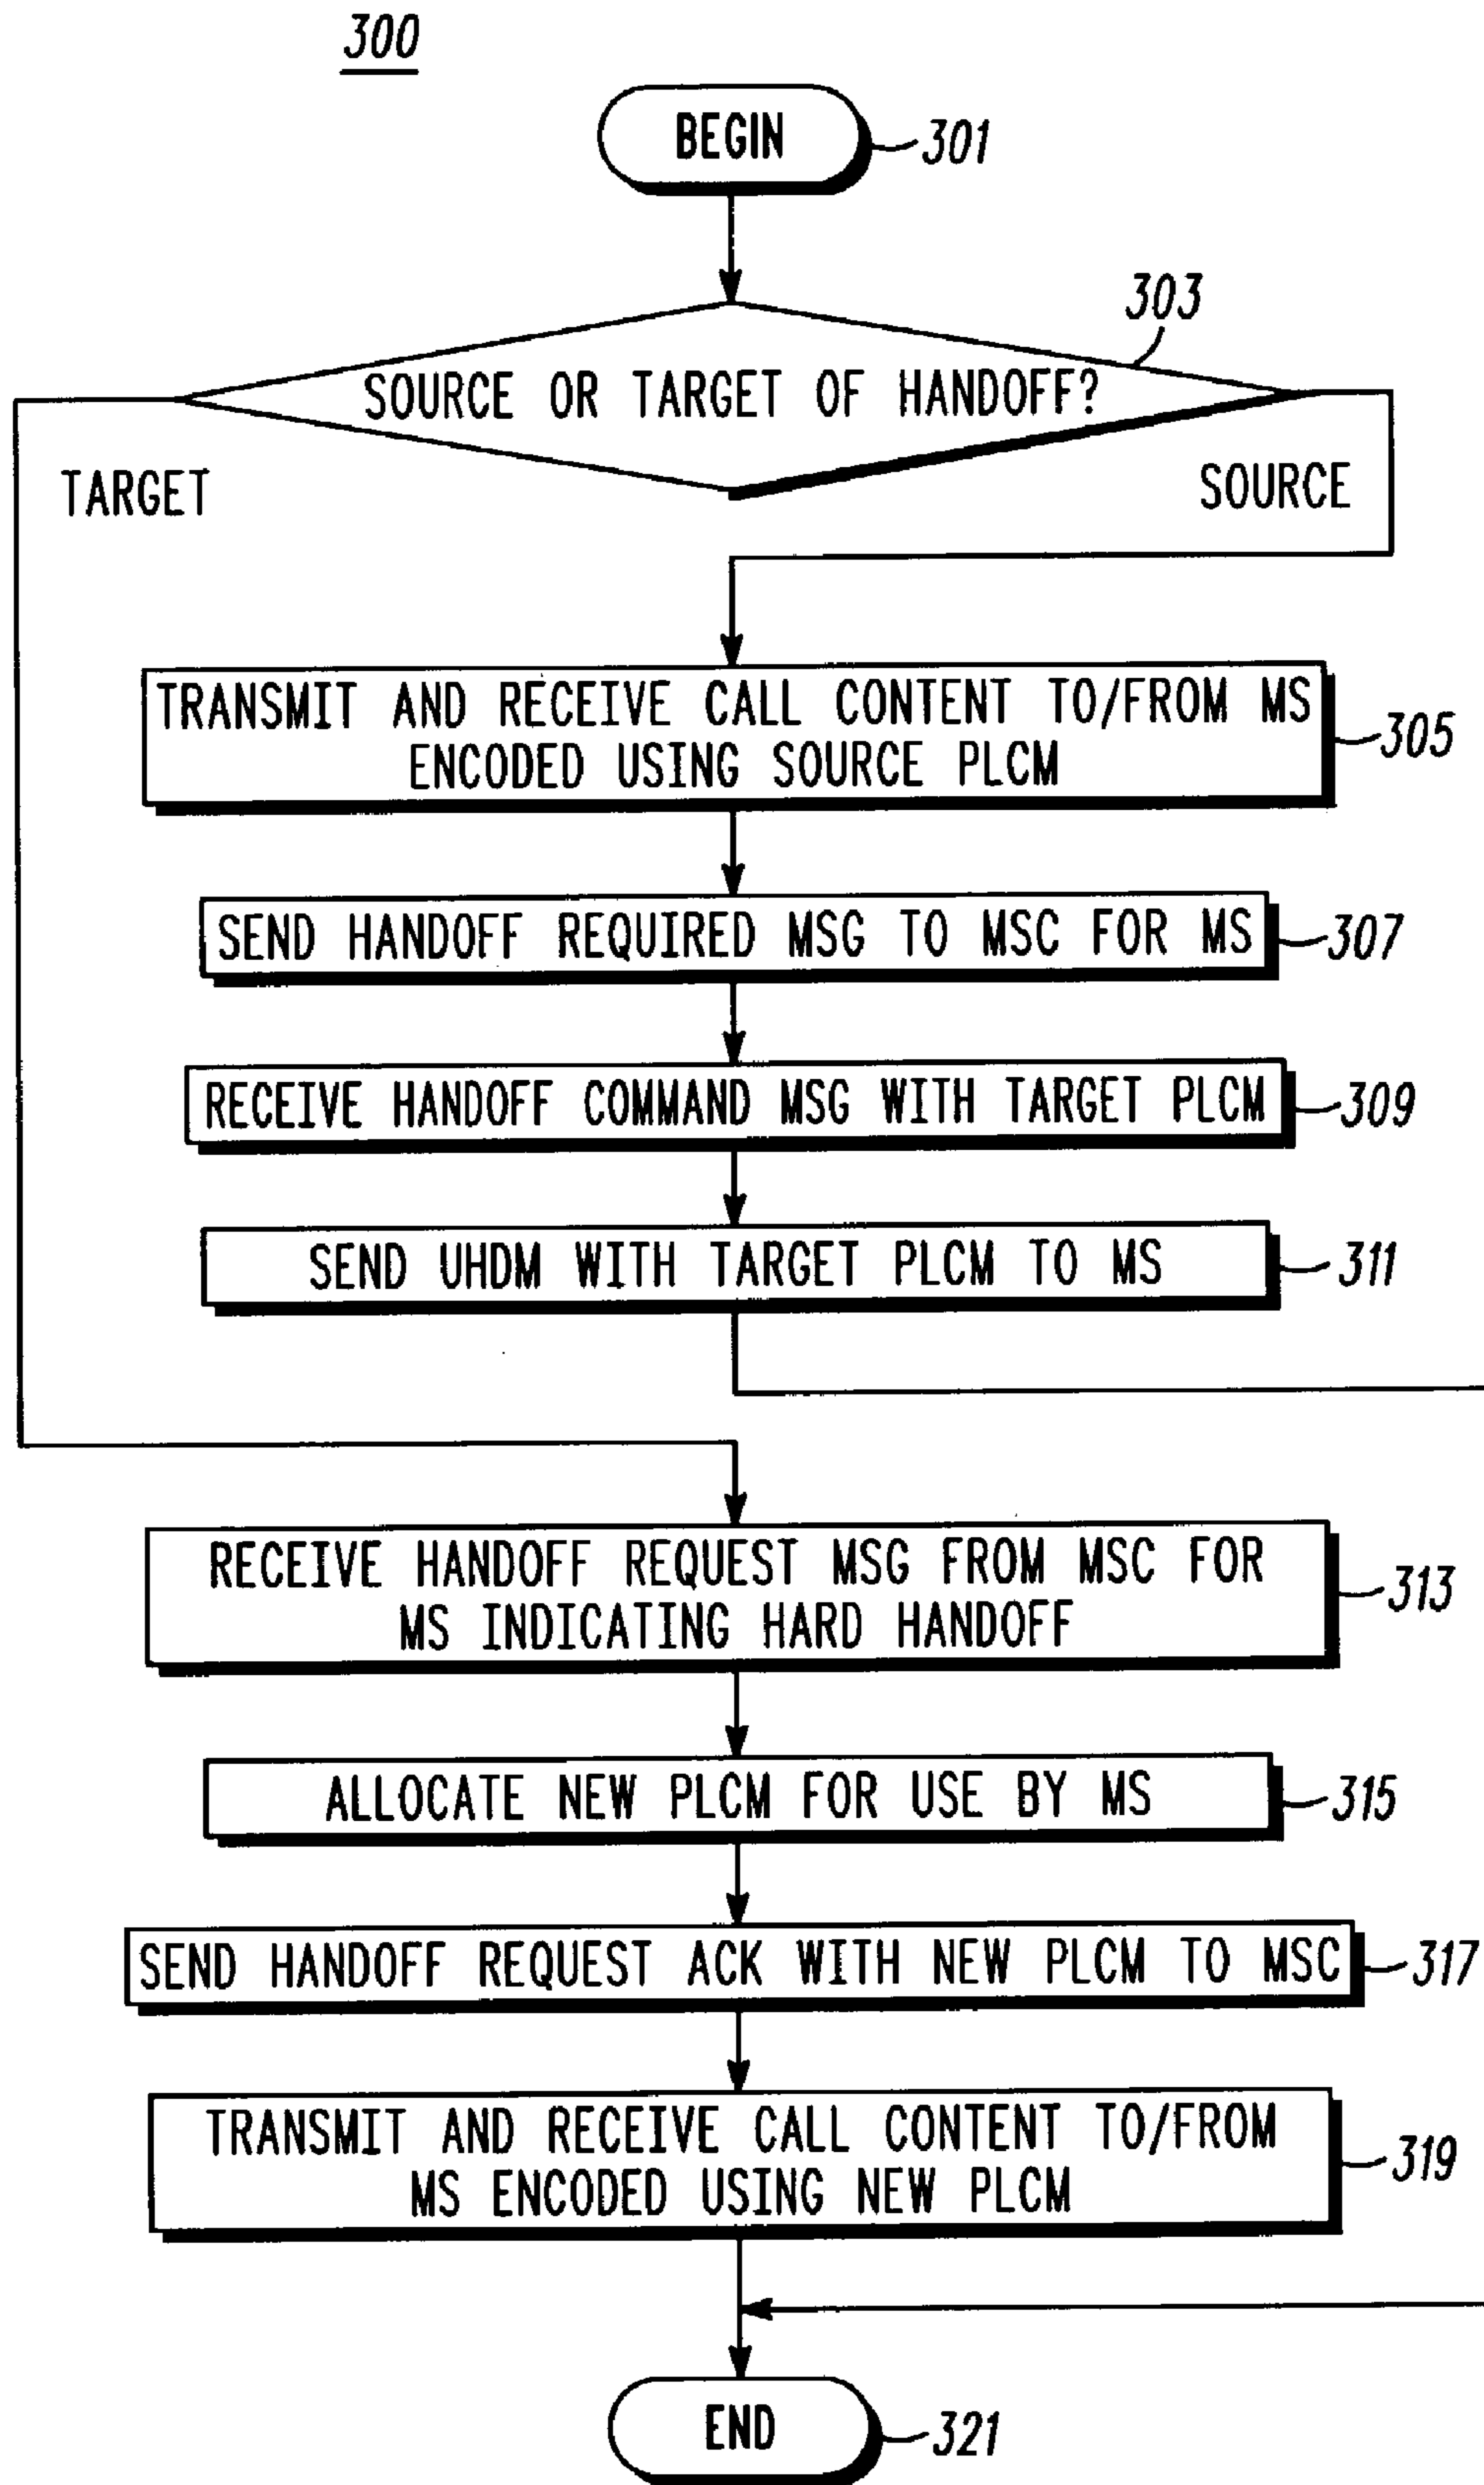 300
BEGIN
301
303
SOURCE OR TARGET OF HANDOFF?
TARGET
SOURCE
TRANSMIT AND RECEIVE CALL CONTENT TO/FROM MS
ENCODED USING SOURCE PLCM
305
SEND HANDOFF REQUIRED MSG TO MSC FOR MS
307
RECEIVE HANDOFF COMMAND MSG WITH TARGET PLCM
309
SEND UHDM WITH TARGET PLCM TO MS
311
RECEIVE HANDOFF REQUEST MSG FROM MSC FOR
MS INDICATING HARD HANDOFF
313
ALLOCATE NEW PLCM FOR USE BY MS
315
SEND HANDOFF REQUEST ACK WITH NEW PLCM TO MSC
317
TRANSMIT AND RECEIVE CALL CONTENT TO/FROM
MS ENCODED USING NEW PLCM
319
END
321